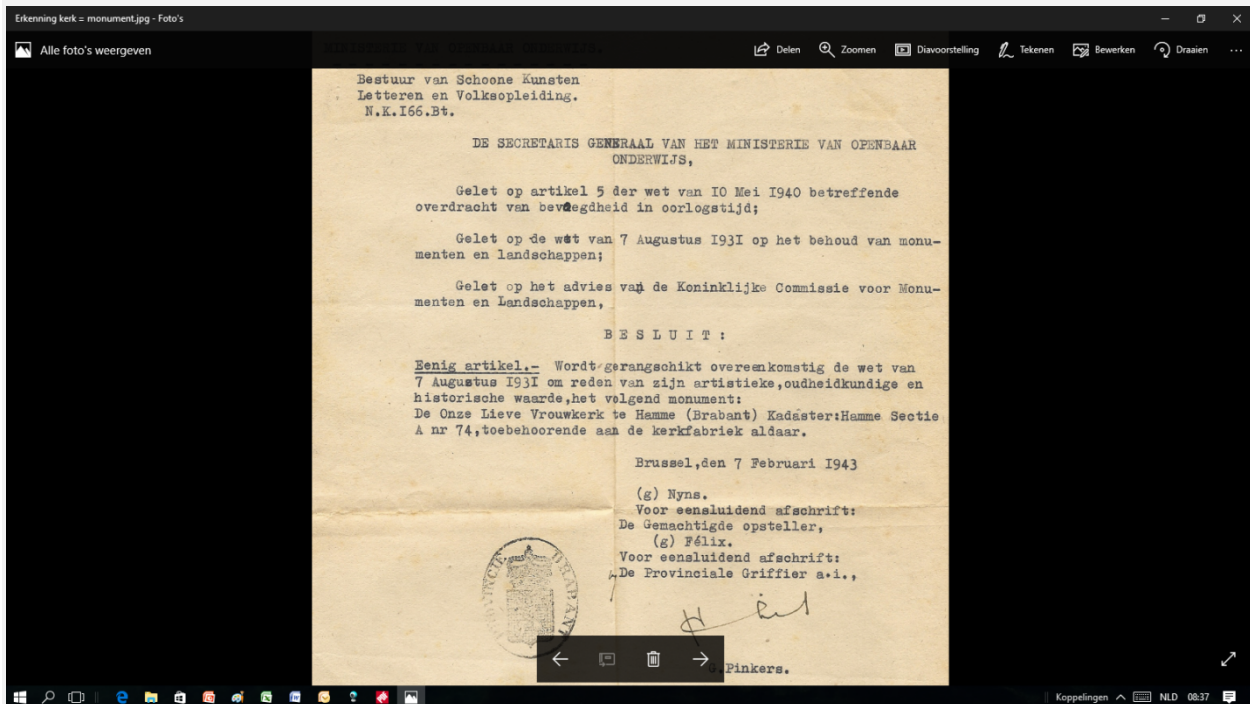 Erkenning kerk = monument.jpg - Foto's
Alle foto's weergeven
Delen
Zoomen
Diavoorstelling
Tekenen
Bewerken
Draaien
MINISTERIE VAN OPENBAAR ONDERWIJS.
Bestuur van Schoone Kunsten
Letteren en Volksopleiding.
N.K.I66.Bt.
DE SECRETARIS GENERAAL VAN HET MINISTERIE VAN OPENBAAR
ONDERWIJS,
Gelet op artikel 5 der wet van IO Mei I940 betreffende
overdracht van bevoegdheid in oorlogstijd;
Gelet op de wet van 7 Augustus I93I op het behoud van monu-
menten en landschappen;
Gelet op het advies van de Koninklijke Commissie voor Monu-
menten en Landschappen,
B E S L U I T :
Eenig artikel.- Wordt gerangschikt overeenkomstig de wet van
7 Augustus I93I om reden van zijn artistieke,oudheidkundige en
historische waarde,het volgend monument:
De Onze Lieve Vrouwkerk te Hamme (Brabant) Kadaster:Hamme Sectie
A nr 74,toebehoorende aan de kerkfabriek aldaar.
Brussel,den 7 Februari I943
(g) Nyns.
Voor eensluidend afschrift:
De Gemachtigde opsteller,
(g) Félix.
Voor eensluidend afschrift:
De Provinciale Griffier a.i.,
PROVINCIE BRABANT
G.Pinkers.
Koppelingen
NLD
08:37